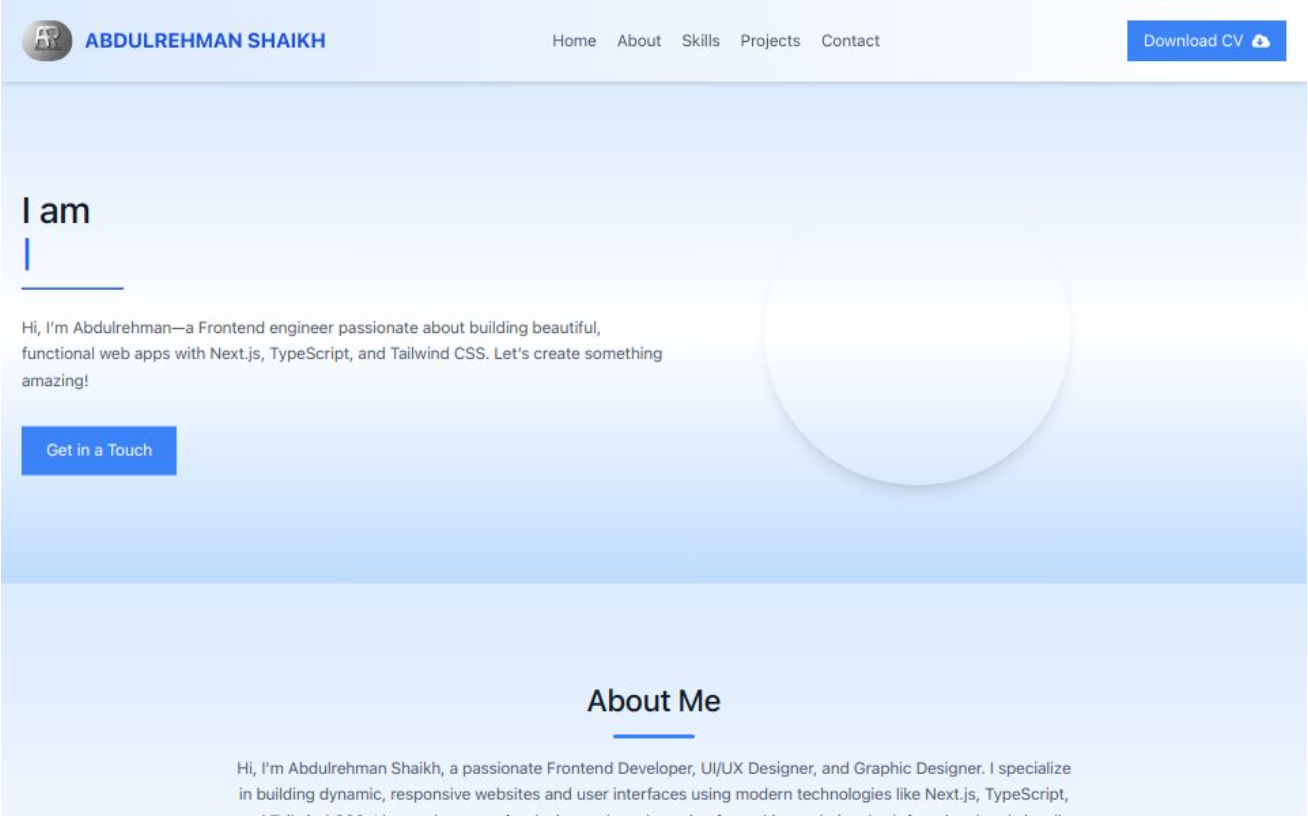 AR
ABDULREHMAN SHAIKH
Home About Skills Projects Contact
Download CV
I am
Hi, I'm Abdulrehman—a Frontend engineer passionate about building beautiful,
functional web apps with Next.js, TypeScript, and Tailwind CSS. Let's create something
amazing!
Get in a Touch
About Me
Hi, I'm Abdulrehman Shaikh, a passionate Frontend Developer, UI/UX Designer, and Graphic Designer. I specialize
in building dynamic, responsive websites and user interfaces using modern technologies like Next.js, TypeScript,